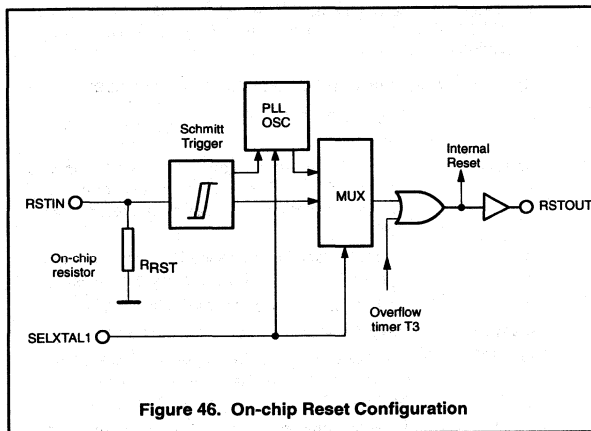 PLL
OSC
Schmitt
Trigger
Internal
Reset
RSTIN
MUX
RSTOUT
On-chip
resistor
RRST
Overflow
timer T3
SELXTAL1
Figure 46. On-chip Reset Configuration